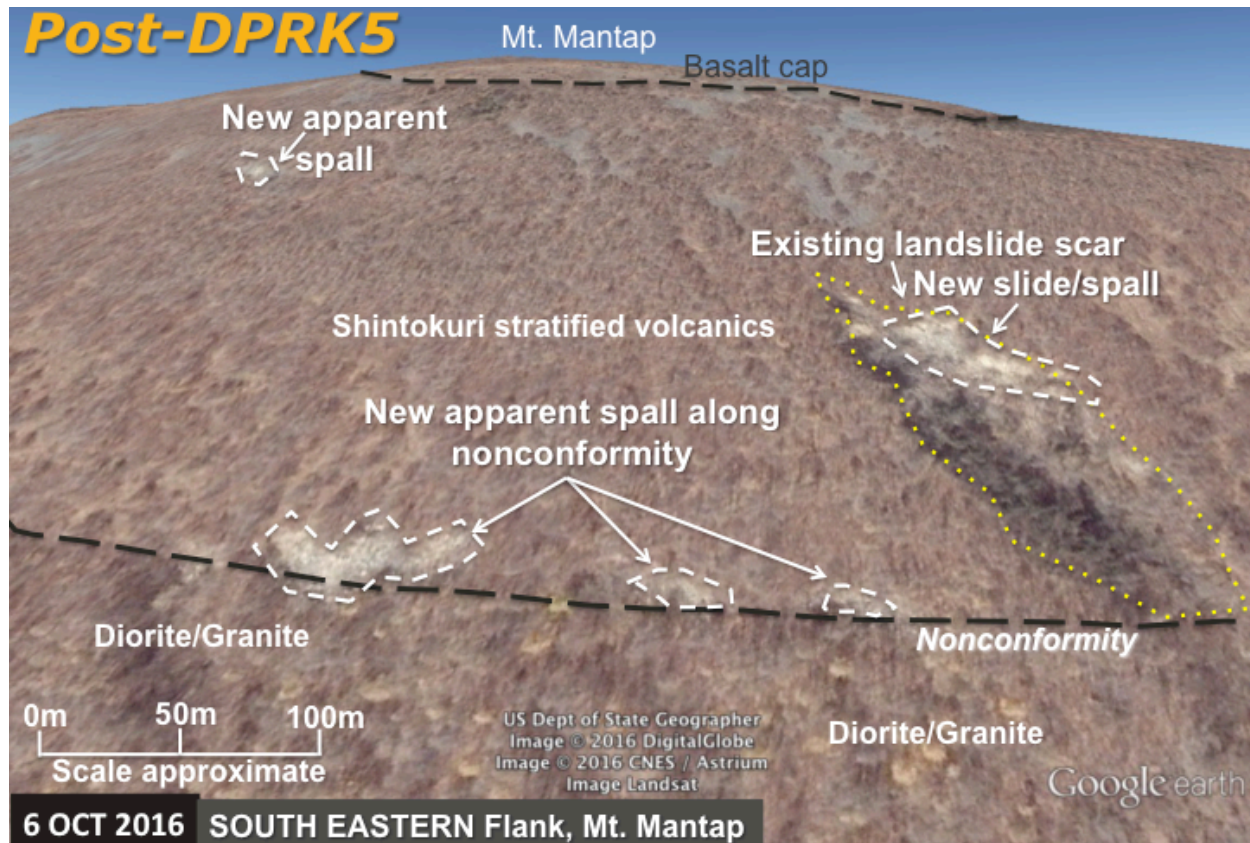 Post-DPRK5
Mt. Mantap
Basalt cap
New apparent
spall
Existing landslide scar
New slide/spall
Shintokuri stratified volcanics
New apparent spall along
nonconformity
Diorite/Granite
Nonconformity
0m 50m 100m
Scale approximate
US Dept of State Geographer
Image © 2016 DigitalGlobe
Image © 2016 CNES / Astrium
Image Landsat
Diorite/Granite
Google earth
6 OCT 2016 SOUTH EASTERN Flank, Mt. Mantap